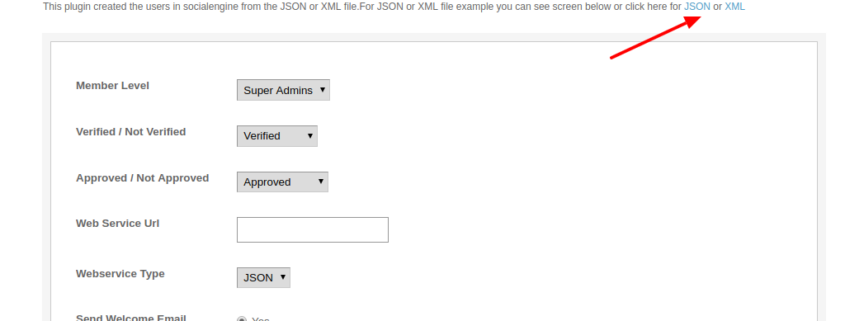 This plugin created the users in socialengine from the JSON or XML file.For JSON or XML file example you can see screen below or click here for JSON or XML
Member Level
Super Admins
Verified / Not Verified
Verified
Approved / Not Approved
Approved
Web Service Url
Webservice Type
JSON
Send Welcome Email
Yes